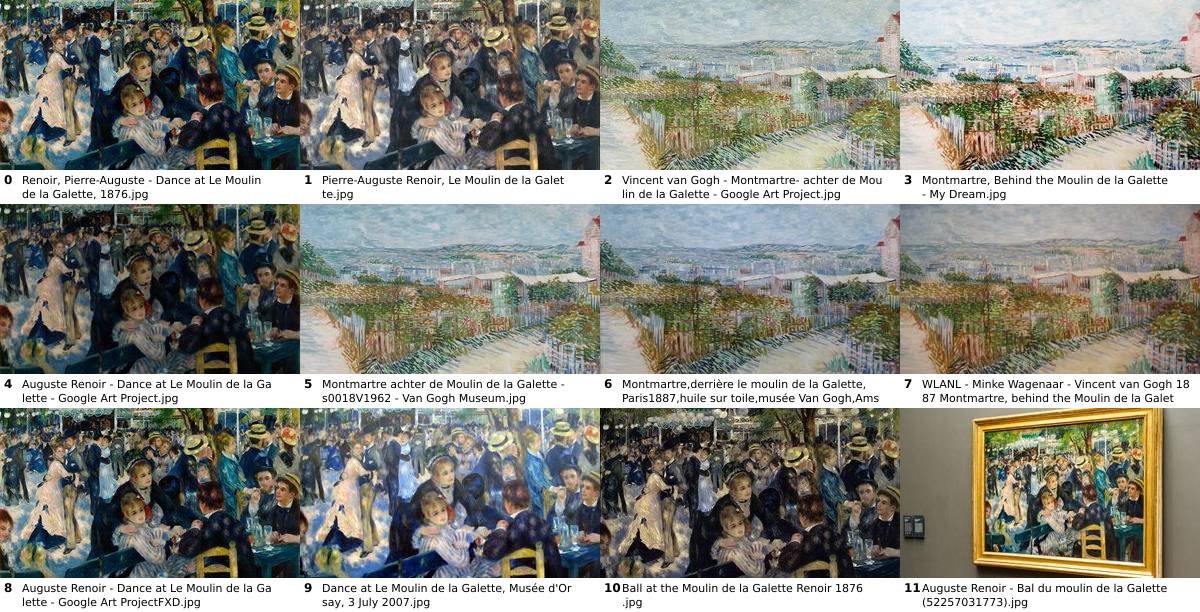 0 Renoir, Pierre-Auguste - Dance at Le Moulin
de la Galette, 1876.jpg
1 Pierre-Auguste Renoir, Le Moulin de la Galet
te.jpg
2 Vincent van Gogh - Montmartre- achter de Mou
lin de la Galette - Google Art Project.jpg
3 Montmartre, Behind the Moulin de la Galette
- My Dream.jpg
4 Auguste Renoir - Dance at Le Moulin de la Ga
lette - Google Art Project.jpg
5 Montmartre achter de Moulin de la Galette -
s0018V1962 - Van Gogh Museum.jpg
6 Montmartre,derrière le moulin de la Galette,
Paris1887,huile sur toile,musée Van Gogh,Ams
7 WLANL - Minke Wagenaar - Vincent van Gogh 18
87 Montmartre, behind the Moulin de la Galet
8 Auguste Renoir - Dance at Le Moulin de la Ga
lette - Google Art ProjectFXD.jpg
9 Dance at Le Moulin de la Galette, Musée d'Or
say, 3 July 2007.jpg
10 Ball at the Moulin de la Galette Renoir 1876
.jpg
11 Auguste Renoir - Bal du moulin de la Galette
(52257031773).jpg